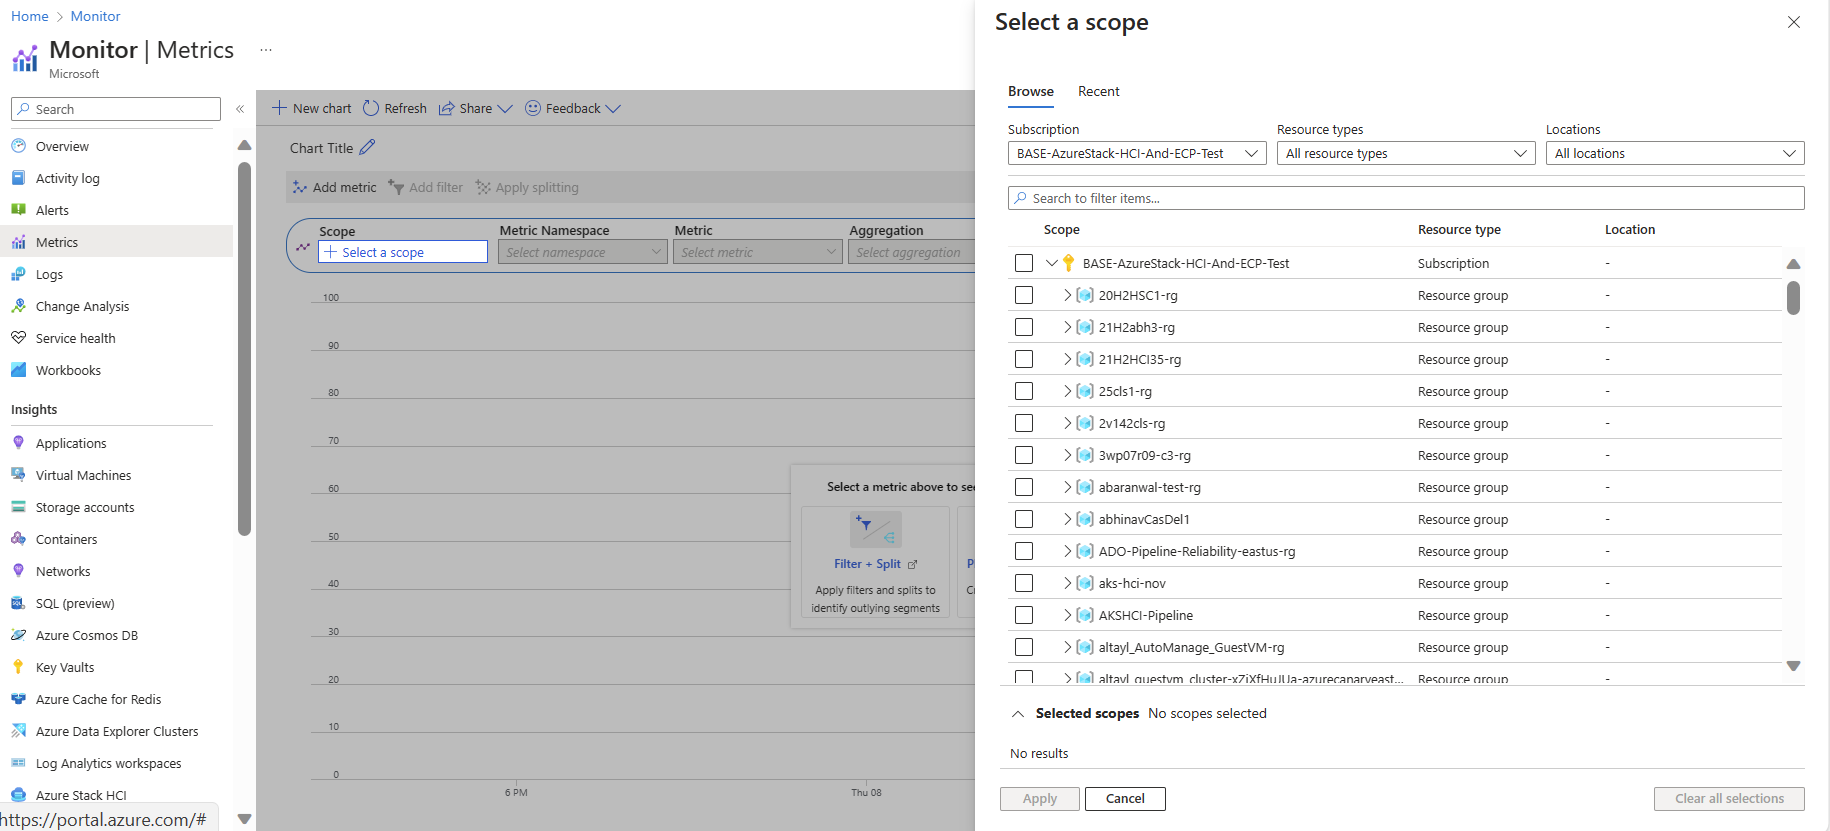 Home > Monitor
Monitor | Metrics ...
Microsoft
Search
«
Overview
Activity log
Alerts
Metrics
Logs
Change Analysis
Service health
Workbooks
Insights
Applications
Virtual Machines
Storage accounts
Containers
Networks
SQL (preview)
Azure Cosmos DB
Key Vaults
Azure Cache for Redis
Azure Data Explorer Clusters
Log Analytics workspaces
Azure Stack HCI
https://portal.azure.com/#
New chart Refresh Share Feedback
Chart Title
Add metric Add filter Apply splitting
Scope Metric Namespace Metric Aggregation
Select a scope Select namespace Select metric Select aggregation
100
90
80
70
60
50
40
30
20
10
0
6 PM Thu 08
Select a metric above to see
Filter + Split
Apply filters and splits to
identify outlying segments
Select a scope
Browse Recent
Subscription Resource types Locations
BASE-AzureStack-HCI-And-ECP-Test All resource types All locations
Search to filter items...
Scope Resource type Location
BASE-AzureStack-HCI-And-ECP-Test Subscription -
20H2HSC1-rg Resource group -
21H2abh3-rg Resource group -
21H2HCI35-rg Resource group -
25cls1-rg Resource group -
2v142cls-rg Resource group -
3wp07r09-c3-rg Resource group -
abaranwal-test-rg Resource group -
abhinavCasDel1 Resource group -
ADO-Pipeline-Reliability-eastus-rg Resource group -
aks-hci-nov Resource group -
AKSHCI-Pipeline Resource group -
altayl_AutoManage_GuestVM-rg Resource group -
Resource group -
Selected scopes No scopes selected
No results
Apply Cancel Clear all selections